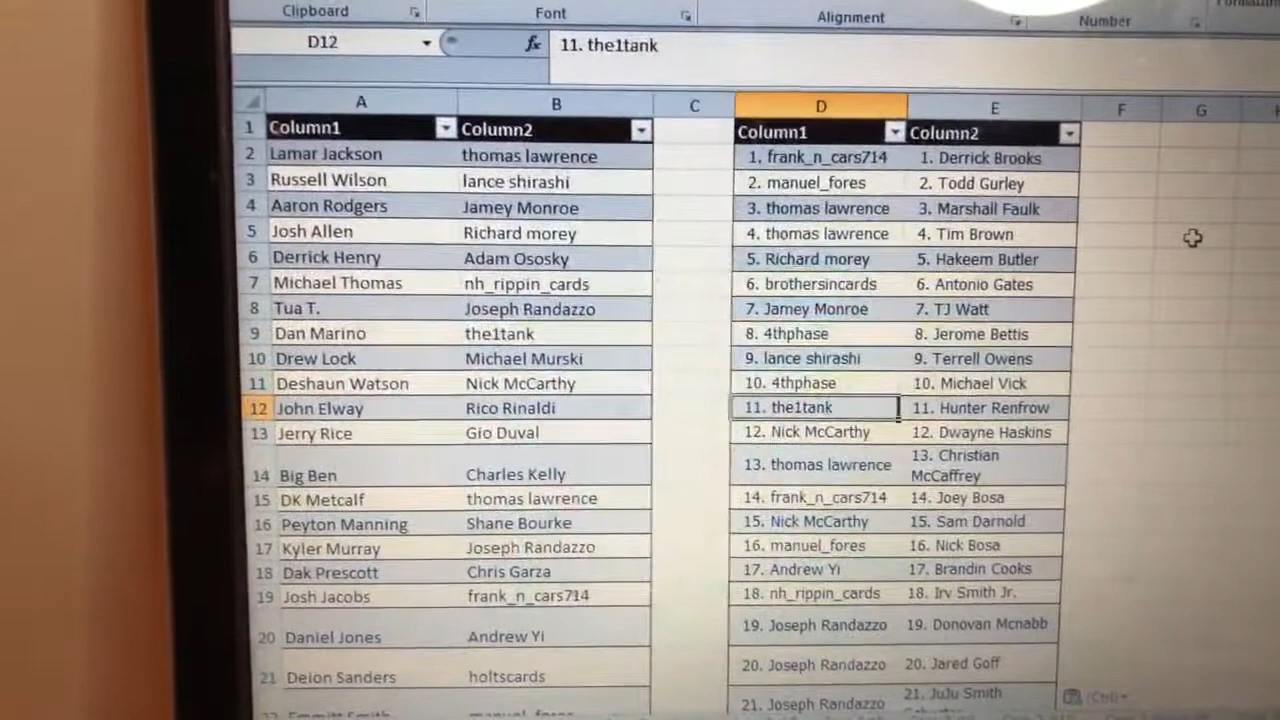 Clipboard Font Alignment Number
D12 fx 11. the1tank
A B C D E F G
1 Column1 Column2 Column1 Column2
2 Lamar Jackson thomas lawrence 1. frank_n_cars714 1. Derrick Brooks
3 Russell Wilson lance shirashi 2. manuel_fores 2. Todd Gurley
4 Aaron Rodgers Jamey Monroe 3. thomas lawrence 3. Marshall Faulk
5 Josh Allen Richard morey 4. thomas lawrence 4. Tim Brown
6 Derrick Henry Adam Ososky 5. Richard morey 5. Hakeem Butler
7 Michael Thomas nh_rippin_cards 6. brothersincards 6. Antonio Gates
8 Tua T. Joseph Randazzo 7. Jamey Monroe 7. TJ Watt
9 Dan Marino the1tank 8. 4thphase 8. Jerome Bettis
10 Drew Lock Michael Murski 9. lance shirashi 9. Terrell Owens
11 Deshaun Watson Nick McCarthy 10. 4thphase 10. Michael Vick
12 John Elway Rico Rinaldi 11. the1tank 11. Hunter Renfrow
13 Jerry Rice Gio Duval 12. Nick McCarthy 12. Dwayne Haskins
14 Big Ben Charles Kelly 13. thomas lawrence 13. Christian
McCaffrey
15 DK Metcalf thomas lawrence 14. frank_n_cars714 14. Joey Bosa
16 Peyton Manning Shane Bourke 15. Nick McCarthy 15. Sam Darnold
17 Kyler Murray Joseph Randazzo 16. manuel_fores 16. Nick Bosa
18 Dak Prescott Chris Garza 17. Andrew Yi 17. Brandin Cooks
19 Josh Jacobs frank_n_cars714 18. nh_rippin_cards 18. Irv Smith Jr.
20 Daniel Jones Andrew Yi 19. Joseph Randazzo 19. Donovan Mcnabb
21 Deion Sanders holtscards 20. Joseph Randazzo 20. Jared Goff
21. Joseph Randazzo 21. JuJu Smith
(Ctrl)